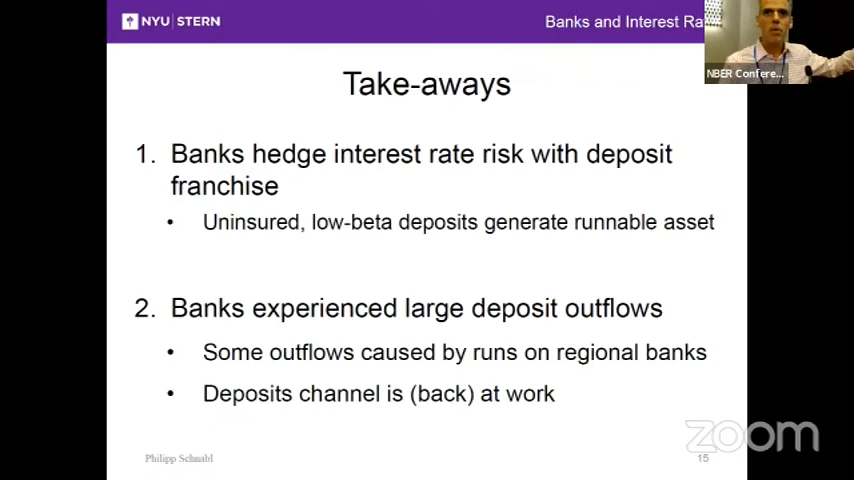 NYU STERN
Banks and Interest Ra
NBER Confere...
Take-aways
1. Banks hedge interest rate risk with deposit
franchise
• Uninsured, low-beta deposits generate runnable asset
2. Banks experienced large deposit outflows
• Some outflows caused by runs on regional banks
• Deposits channel is (back) at work
zoom
Philipp Schnabl
15